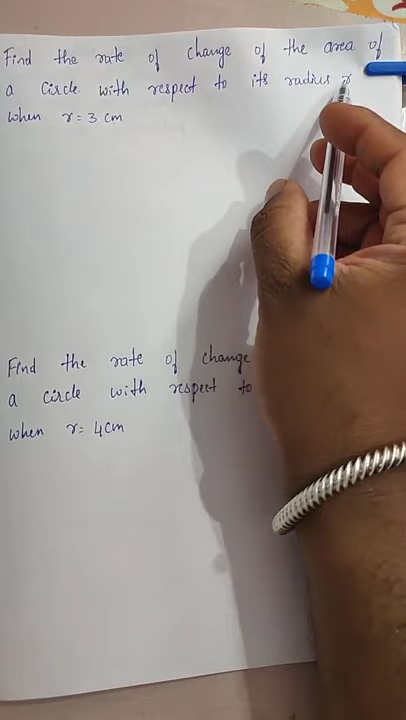 Find the rate of change of the area of
a Circle with respect to its radius r
when r = 3 cm
Find the rate of change
a circle with respect to
when r = 4cm